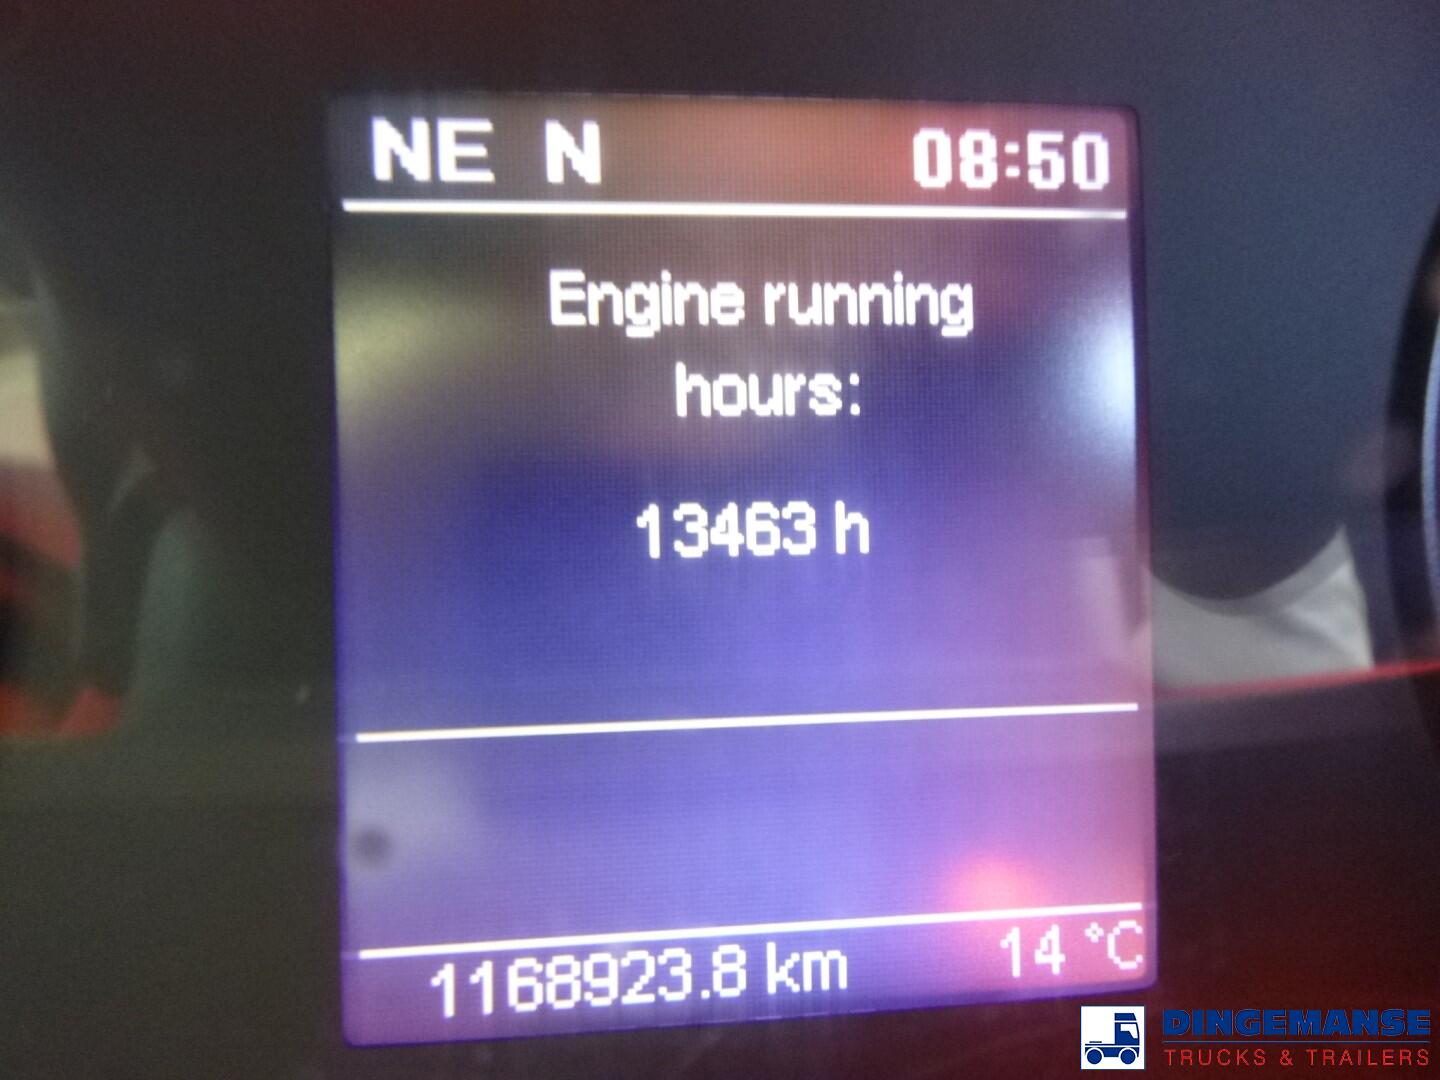 NE N 08:50
Engine running
hours:
13463 h
1168923.8 km 14 °C
DINGEMANSE
TRUCKS & TRAILERS